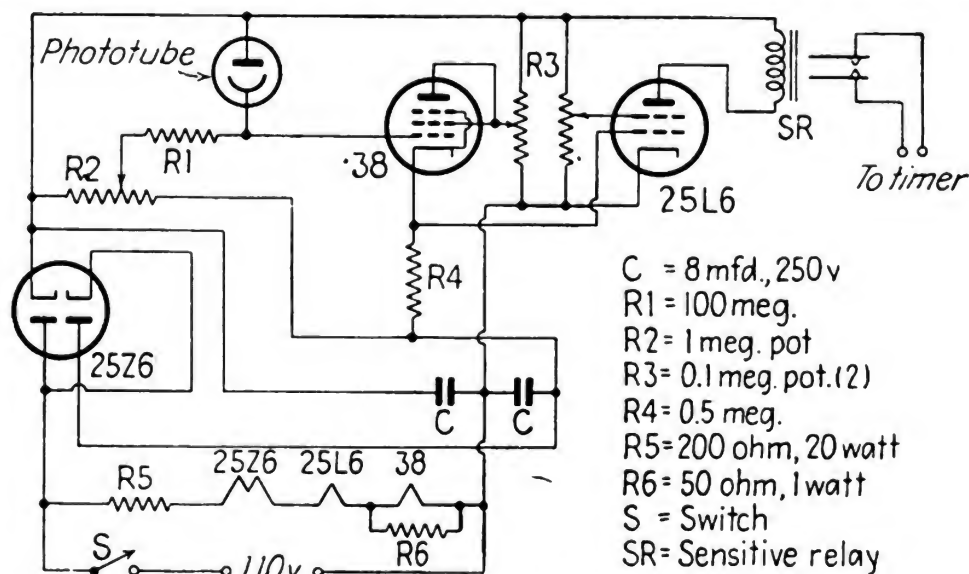 Phototube
R3
R1
.38
SR
R2
25L6
To timer
R4
25Z6
C
C
C = 8 mfd., 250 v
R1 = 100 meg.
R2 = 1 meg. pot
R3 = 0.1 meg. pot. (2)
R4 = 0.5 meg.
R5 = 200 ohm, 20 watt
R6 = 50 ohm, 1 watt
S = Switch
SR = Sensitive relay
25Z6 25L6 38
R5
R6
S
110 v